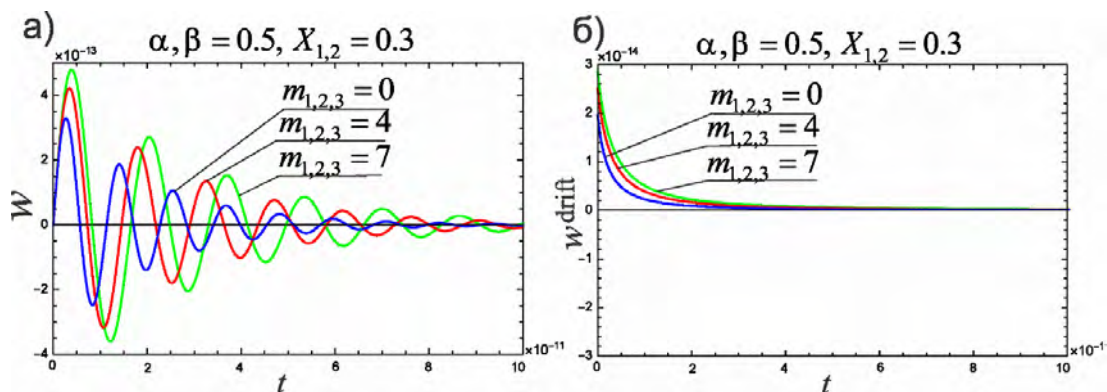 а)
α, β = 0.5, X₁,₂ = 0.3
×10⁻¹³
m₁,₂,₃ = 0
m₁,₂,₃ = 4
m₁,₂,₃ = 7
w
4
2
0
−2
−4
0 2 4 6 8 10
×10⁻¹¹
t
б)
α, β = 0.5, X₁,₂ = 0.3
×10⁻¹⁴
m₁,₂,₃ = 0
m₁,₂,₃ = 4
m₁,₂,₃ = 7
w^drift
3
2
1
0
−1
−2
−3
0 2 4 6 8 10
×10⁻¹
t